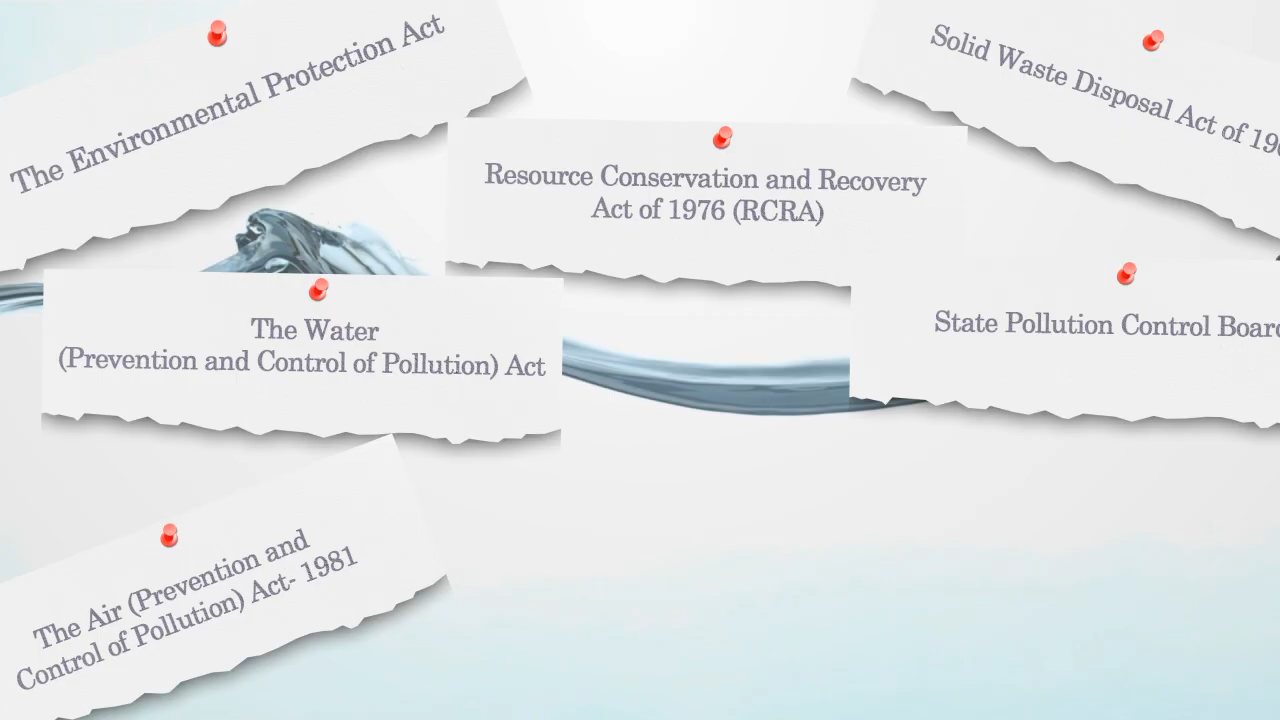 The Environmental Protection Act
Solid Waste Disposal Act of
Resource Conservation and Recovery
Act of 1976 (RCRA)
The Water
(Prevention and Control of Pollution) Act
State Pollution Control
The Air (Prevention and
Control of Pollution) Act- 1981